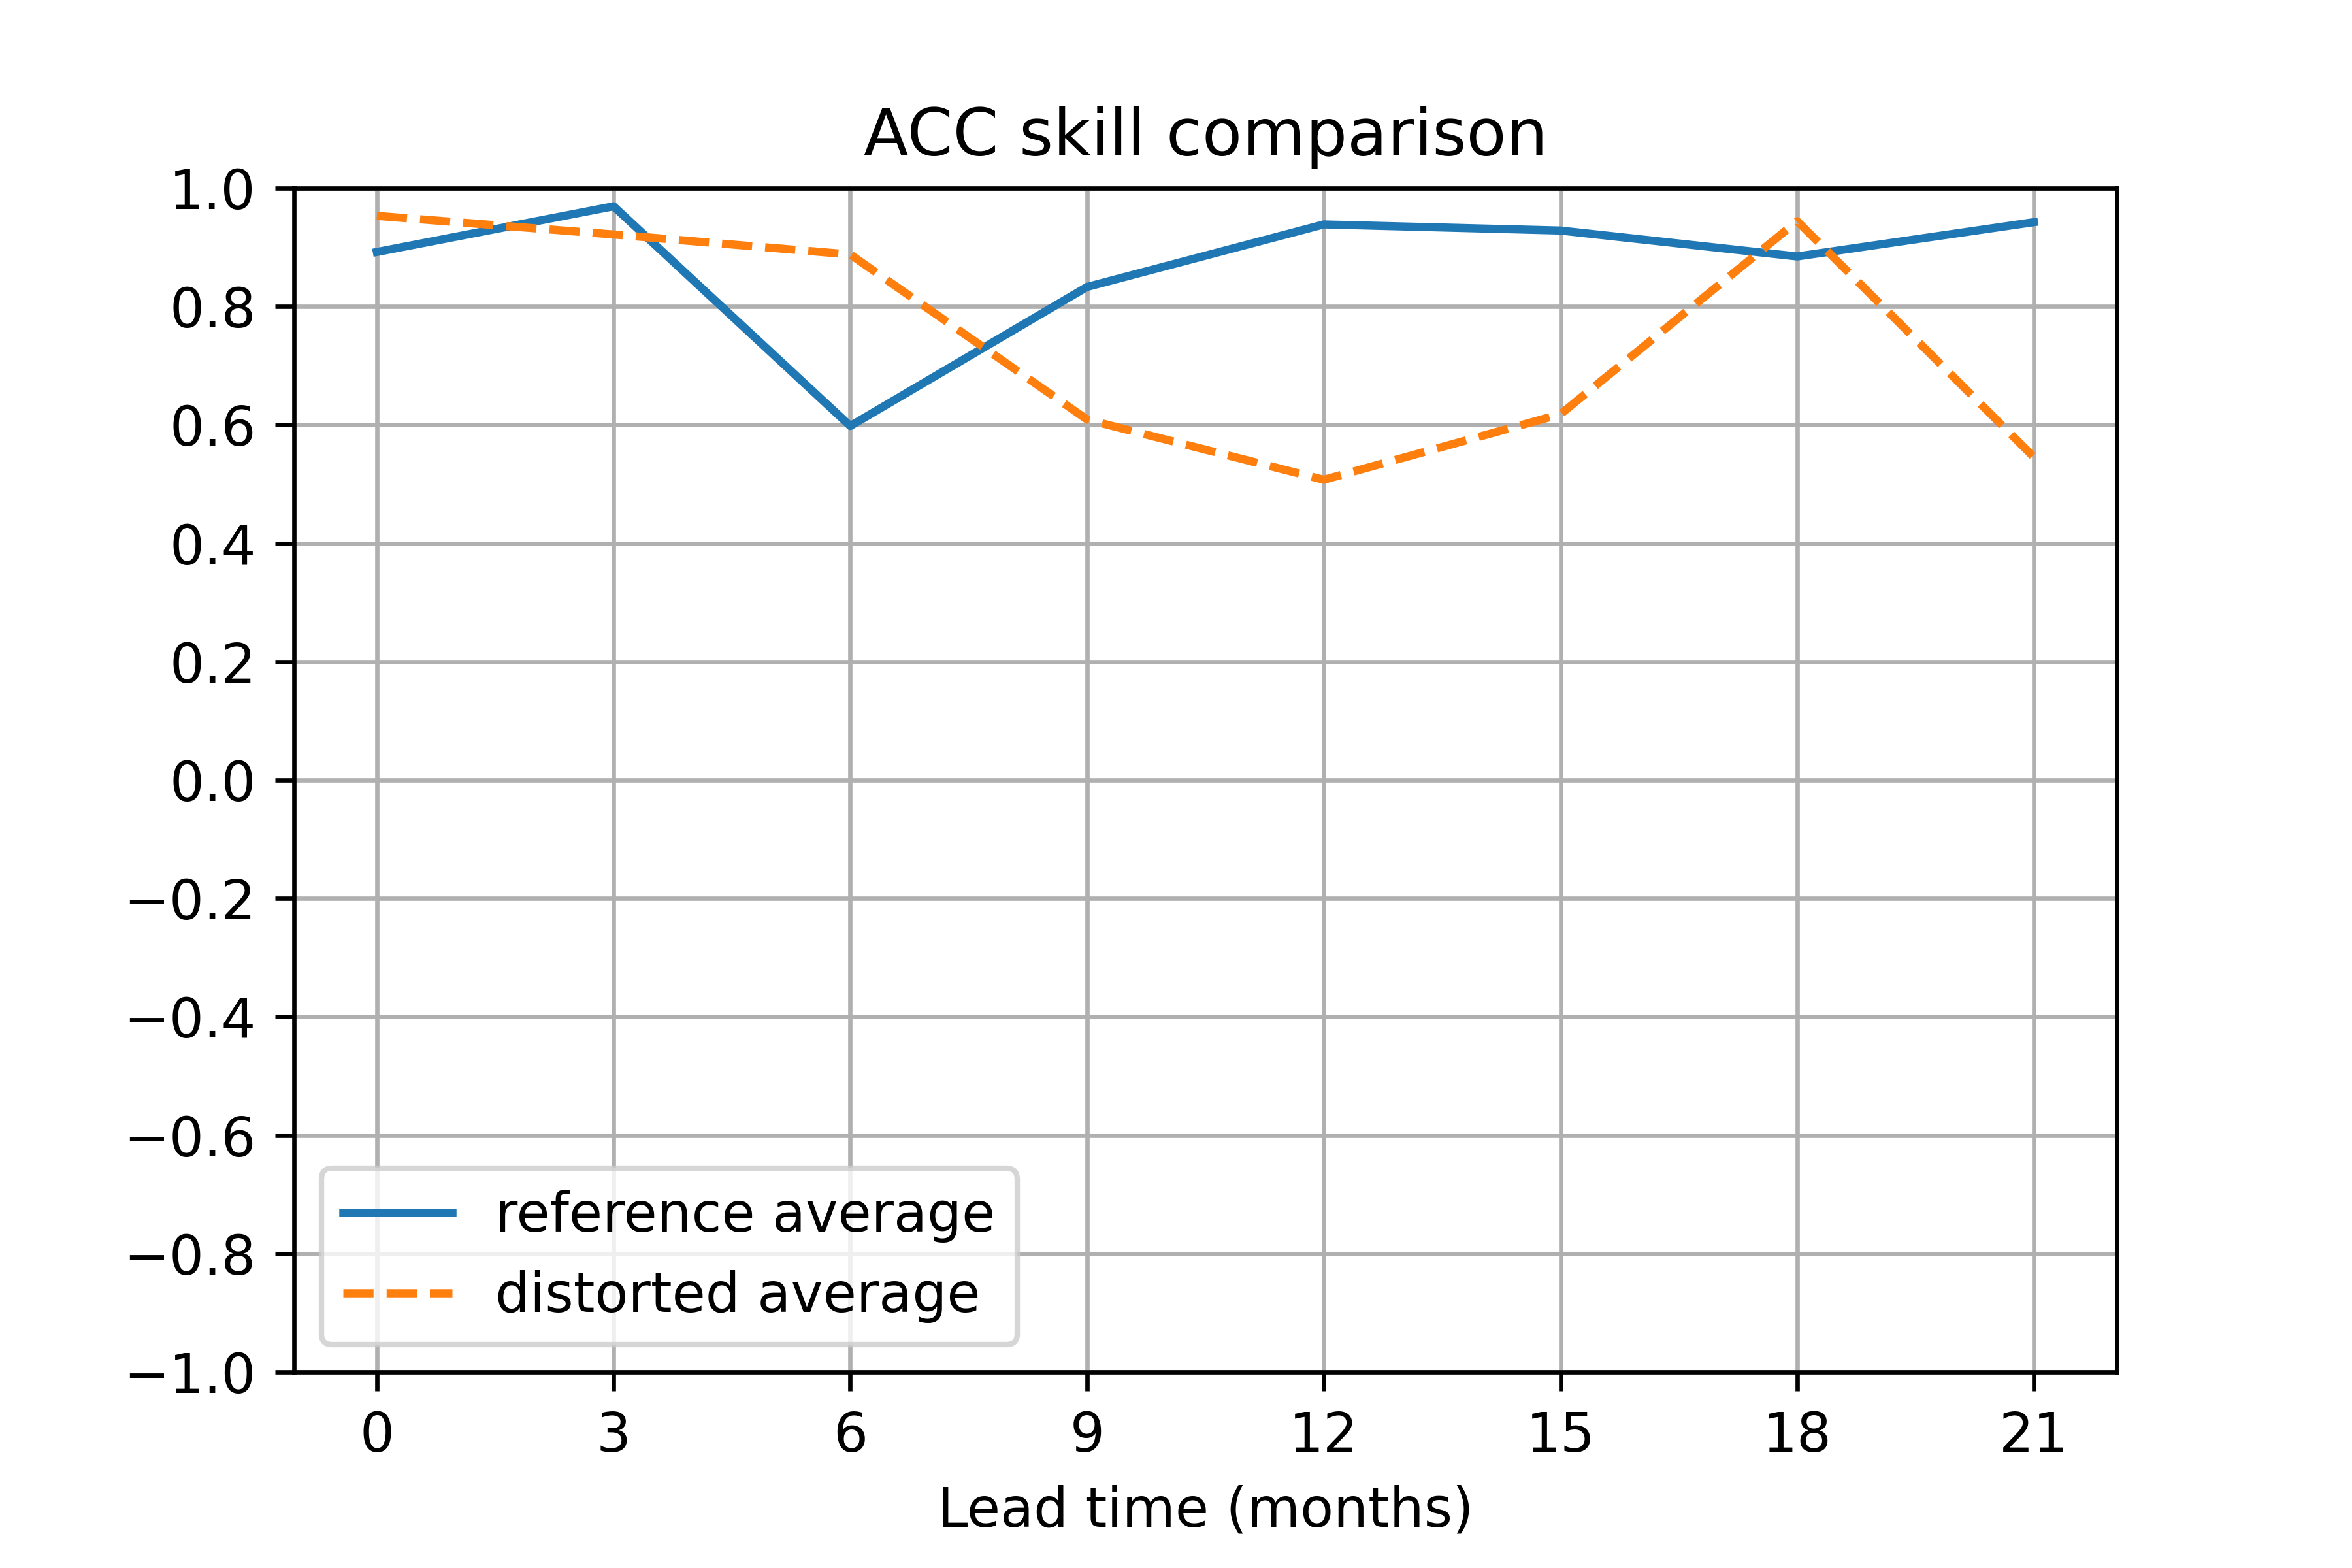 ACC skill comparison
1.0
0.8
0.6
0.4
0.2
0.0
−0.2
−0.4
−0.6
−0.8
−1.0
reference average
distorted average
0 3 6 9 12 15 18 21
Lead time (months)